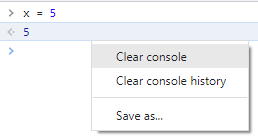 x = 5
5
Clear console
Clear console history
Save as...